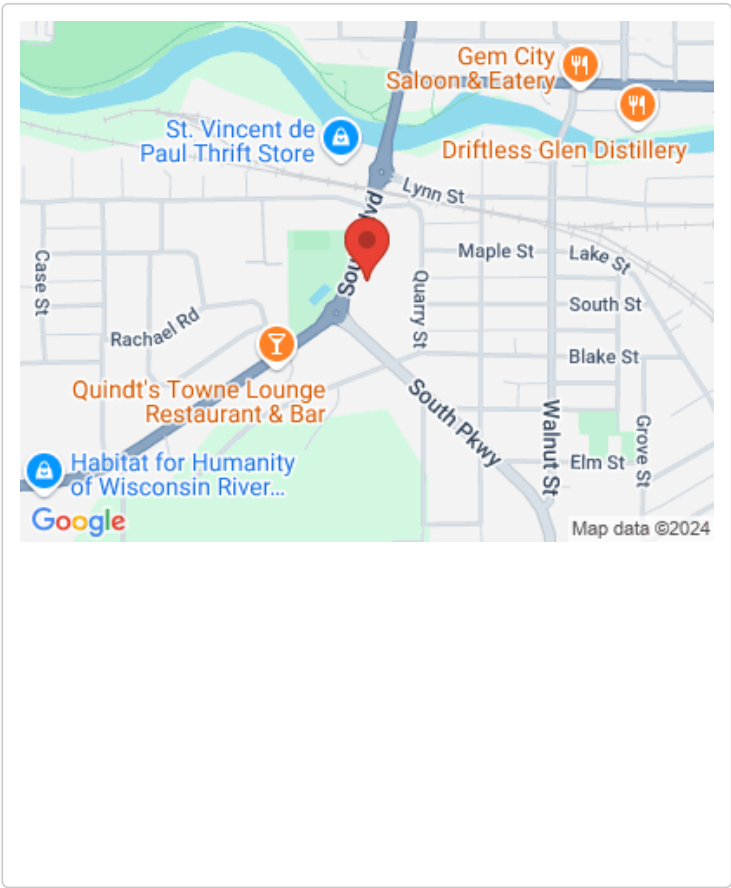 Gem City
Saloon & Eatery
St. Vincent de
Paul Thrift Store
Driftless Glen Distillery
Lynn St
Maple St
Lake St
Case St
Quarry St
South St
Rachael Rd
Blake St
Quindt's Towne Lounge
Restaurant & Bar
South Pkwy
Walnut St
Grove St
Elm St
Habitat for Humanity
of Wisconsin River...
Google
Map data ©2024